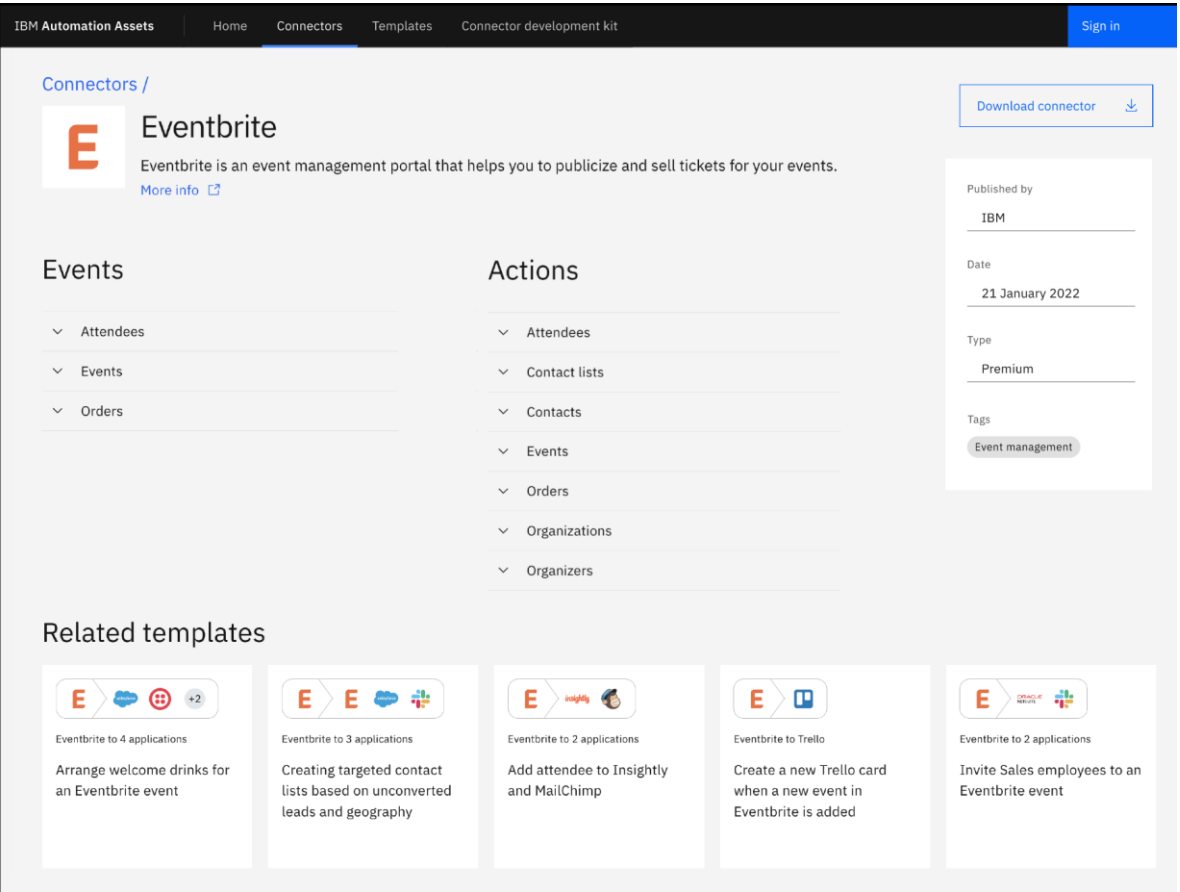 IBM Automation Assets
Home
Connectors
Templates
Connector development kit
Sign in
Connectors /
Download connector
E
Eventbrite
Eventbrite is an event management portal that helps you to publicize and sell tickets for your events.
More info
Published by
IBM
Date
21 January 2022
Type
Premium
Tags
Event management
Events
Attendees
Events
Orders
Actions
Attendees
Contact lists
Contacts
Events
Orders
Organizations
Organizers
Related templates
E
salesforce
+2
Eventbrite to 4 applications
Arrange welcome drinks for
an Eventbrite event
E
E
salesforce
Eventbrite to 3 applications
Creating targeted contact
lists based on unconverted
leads and geography
E
insightly
Eventbrite to 2 applications
Add attendee to Insightly
and MailChimp
E
Eventbrite to Trello
Create a new Trello card
when a new event in
Eventbrite is added
E
ORACLE
NETSUITE
Eventbrite to 2 applications
Invite Sales employees to an
Eventbrite event